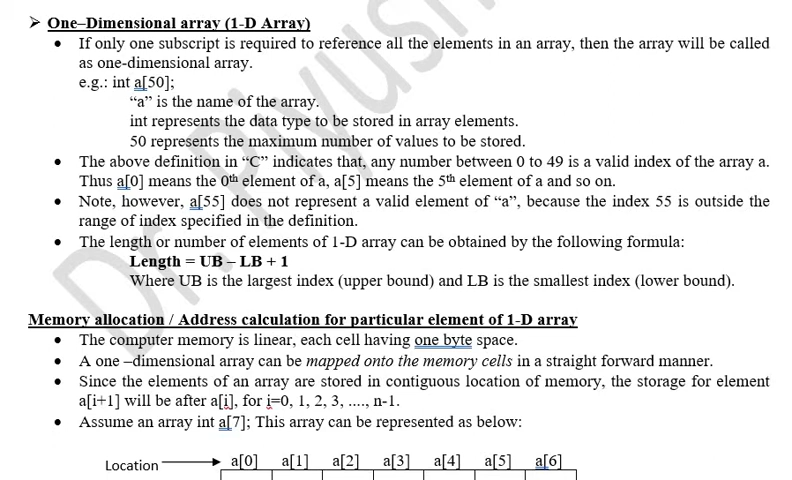 ➢ One–Dimensional array (1-D Array)
• If only one subscript is required to reference all the elements in an array, then the array will be called
as one-dimensional array.
e.g.: int a[50];
“a” is the name of the array.
int represents the data type to be stored in array elements.
50 represents the maximum number of values to be stored.
• The above definition in “C” indicates that, any number between 0 to 49 is a valid index of the array a.
Thus a[0] means the 0th element of a, a[5] means the 5th element of a and so on.
• Note, however, a[55] does not represent a valid element of “a”, because the index 55 is outside the
range of index specified in the definition.
• The length or number of elements of 1-D array can be obtained by the following formula:
Length = UB – LB + 1
Where UB is the largest index (upper bound) and LB is the smallest index (lower bound).
Memory allocation / Address calculation for particular element of 1-D array
• The computer memory is linear, each cell having one byte space.
• A one –dimensional array can be mapped onto the memory cells in a straight forward manner.
• Since the elements of an array are stored in contiguous location of memory, the storage for element
a[i+1] will be after a[i], for i=0, 1, 2, 3, ...., n-1.
• Assume an array int a[7]; This array can be represented as below:
Location a[0] a[1] a[2] a[3] a[4] a[5] a[6]
Dr. Piyush